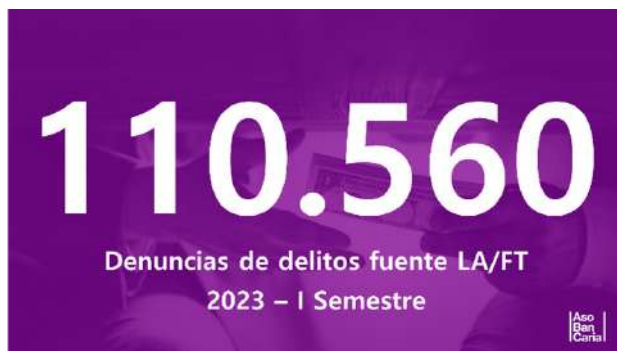 110.560
Denuncias de delitos fuente LA/FT
2023 – I Semestre
Aso
Ban
Caria